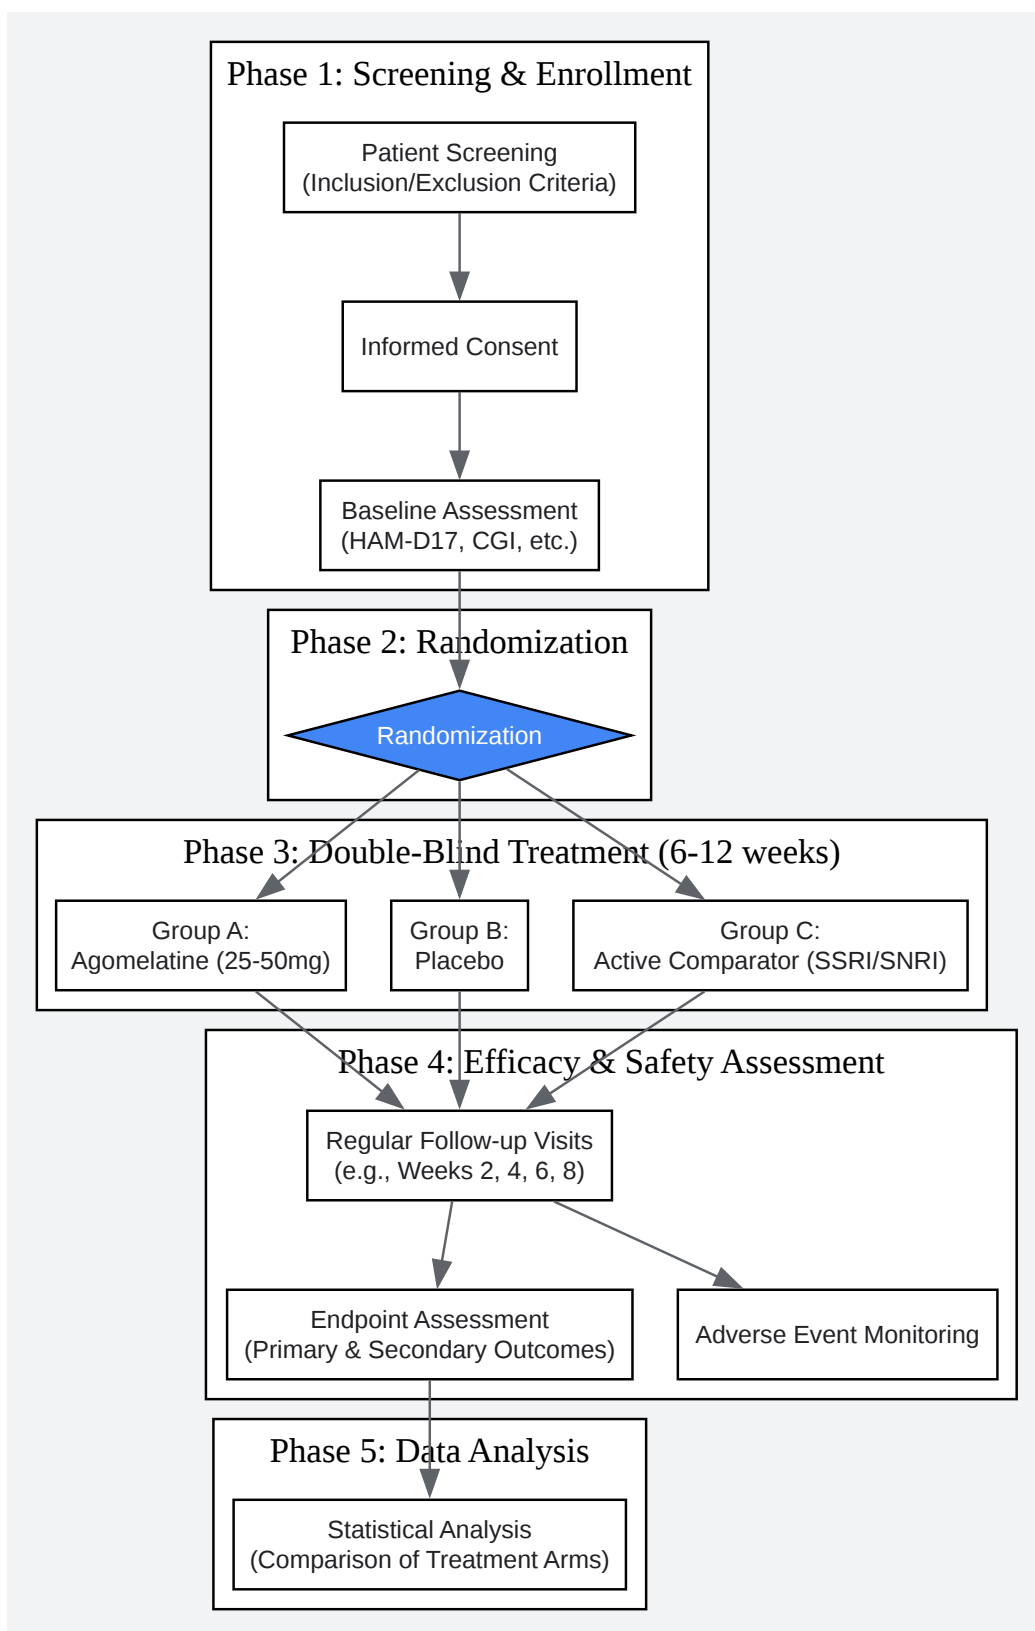 Phase 1: Screening & Enrollment
Patient Screening
(Inclusion/Exclusion Criteria)
Informed Consent
Baseline Assessment
(HAM-D17, CGI, etc.)
Phase 2: Randomization
Randomization
Phase 3: Double-Blind Treatment (6-12 weeks)
Group A:
Agomelatine (25-50mg)
Group B:
Placebo
Group C:
Active Comparator (SSRI/SNRI)
Phase 4: Efficacy & Safety Assessment
Regular Follow-up Visits
(e.g., Weeks 2, 4, 6, 8)
Endpoint Assessment
(Primary & Secondary Outcomes)
Adverse Event Monitoring
Phase 5: Data Analysis
Statistical Analysis
(Comparison of Treatment Arms)